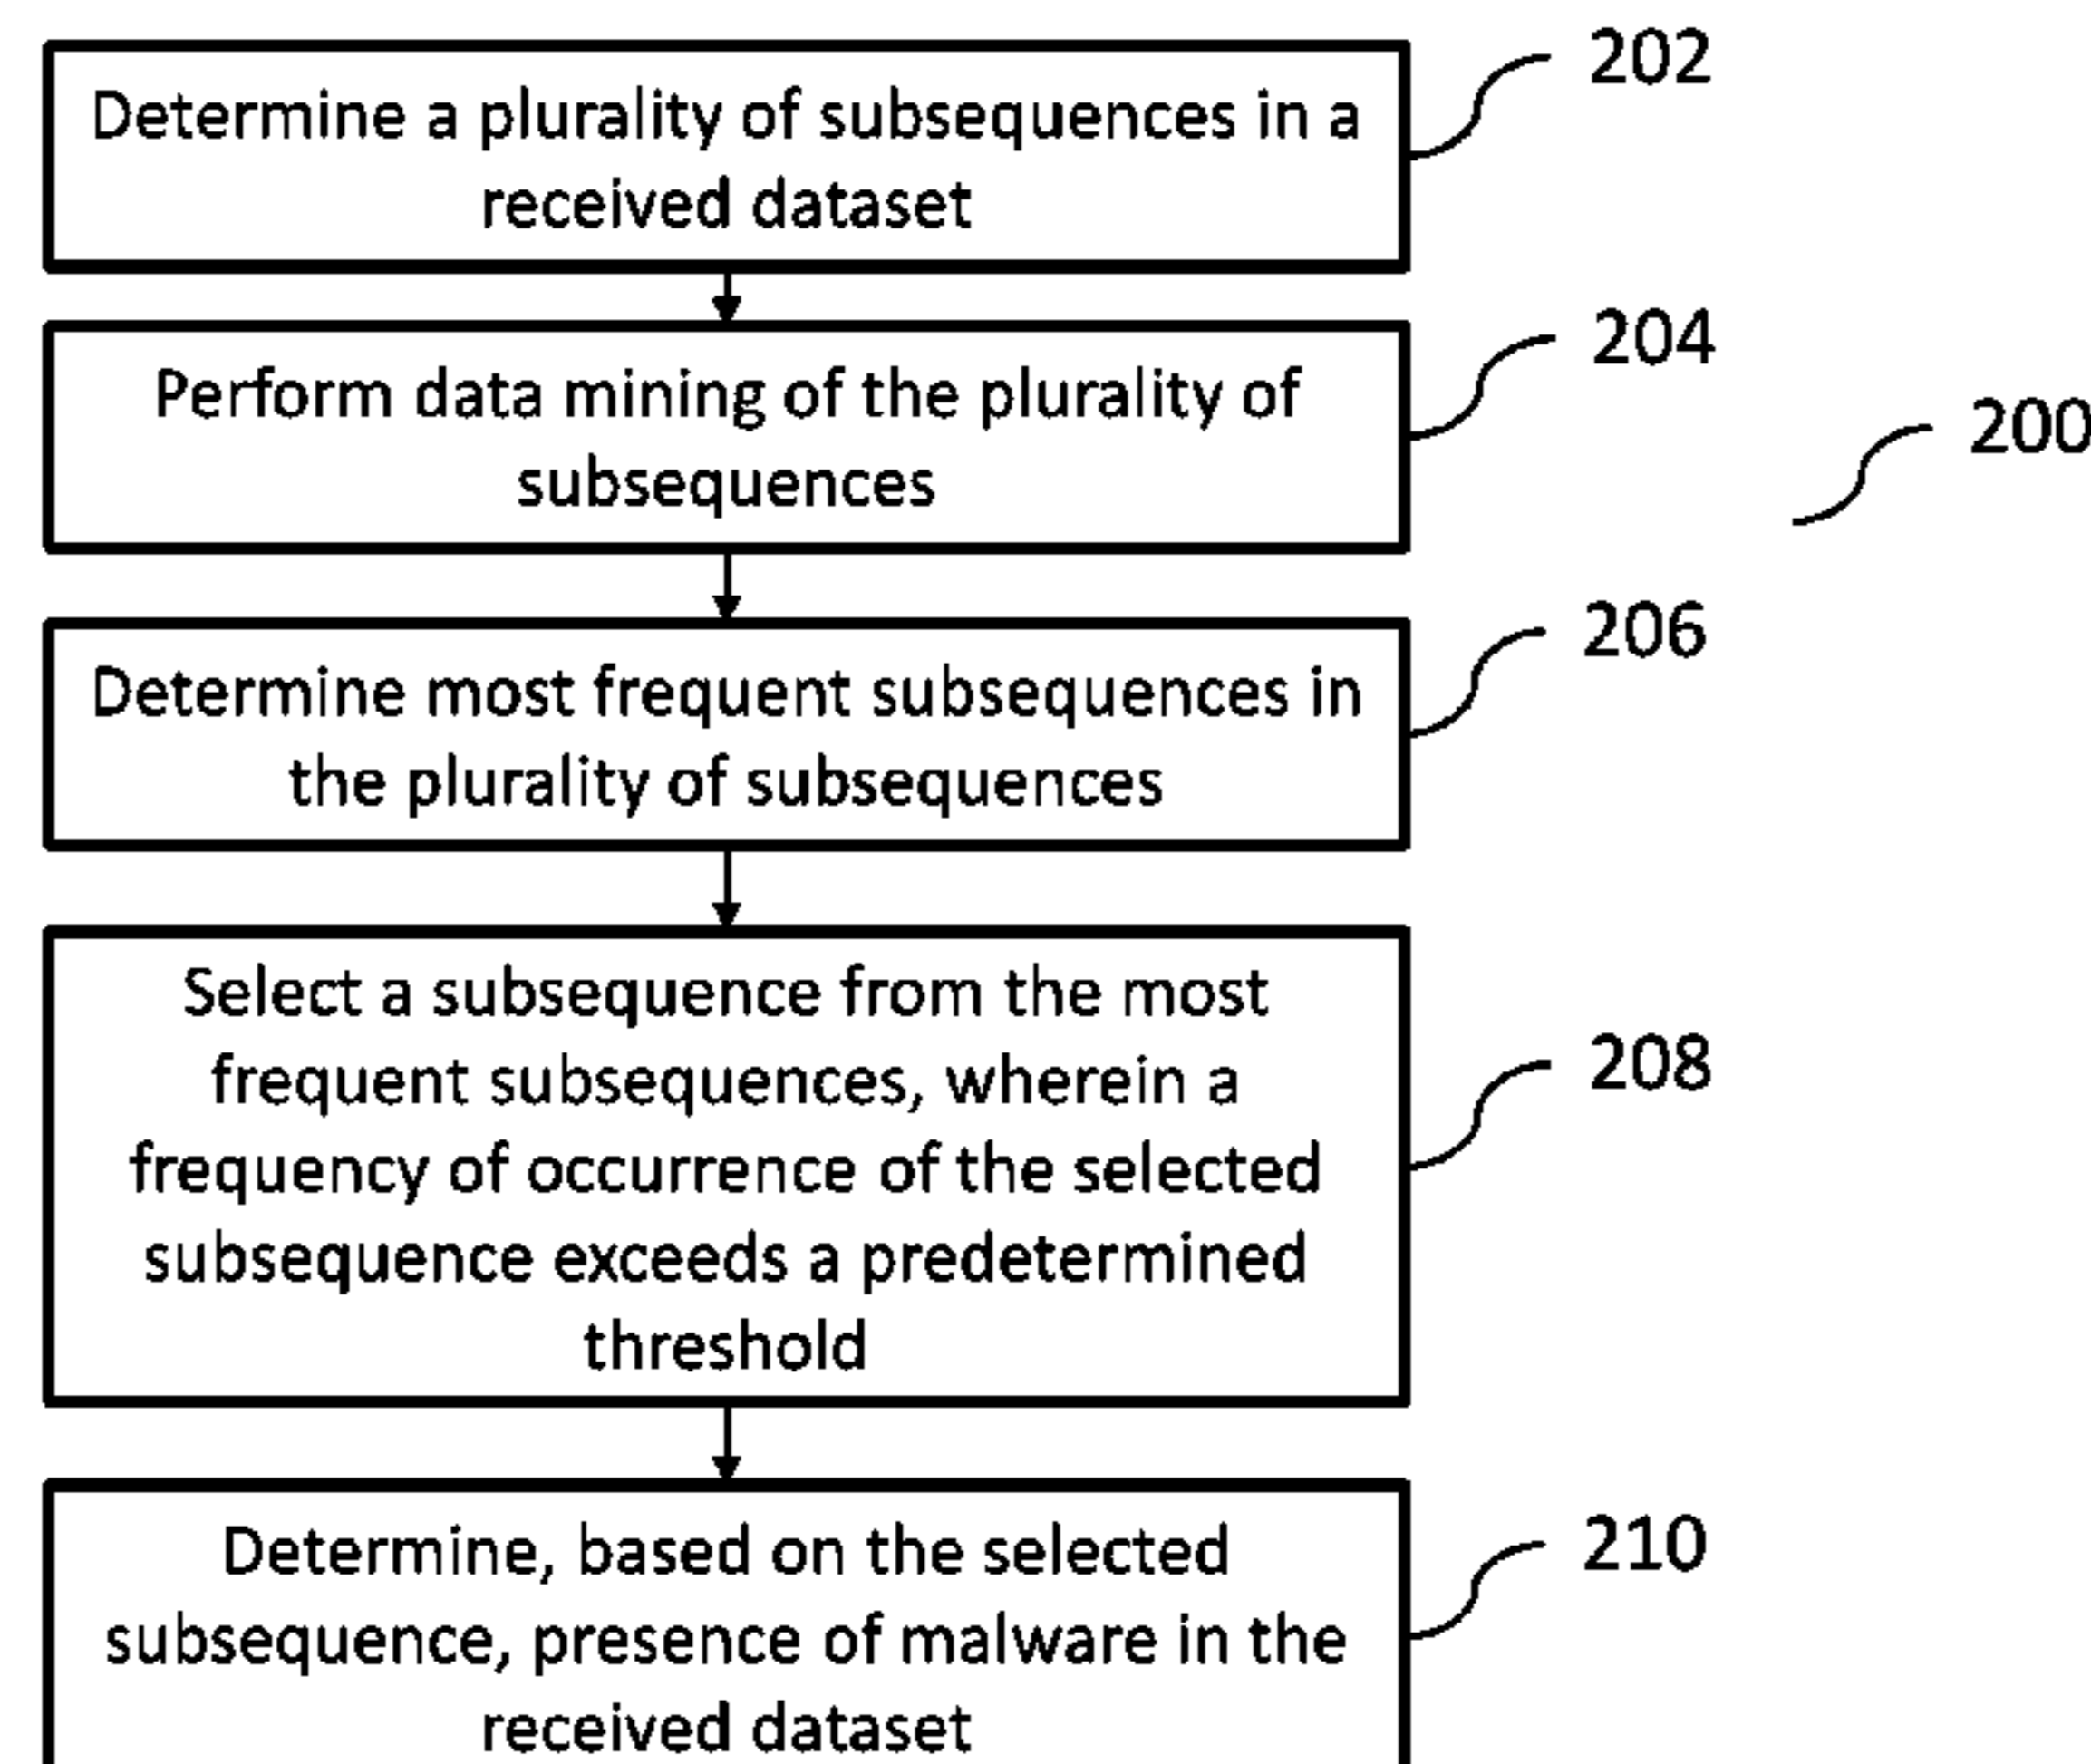 Determine a plurality of subsequences in a
received dataset
202
Perform data mining of the plurality of
subsequences
204
200
Determine most frequent subsequences in
the plurality of subsequences
206
Select a subsequence from the most
frequent subsequences, wherein a
frequency of occurrence of the selected
subsequence exceeds a predetermined
threshold
208
Determine, based on the selected
subsequence, presence of malware in the
received dataset
210